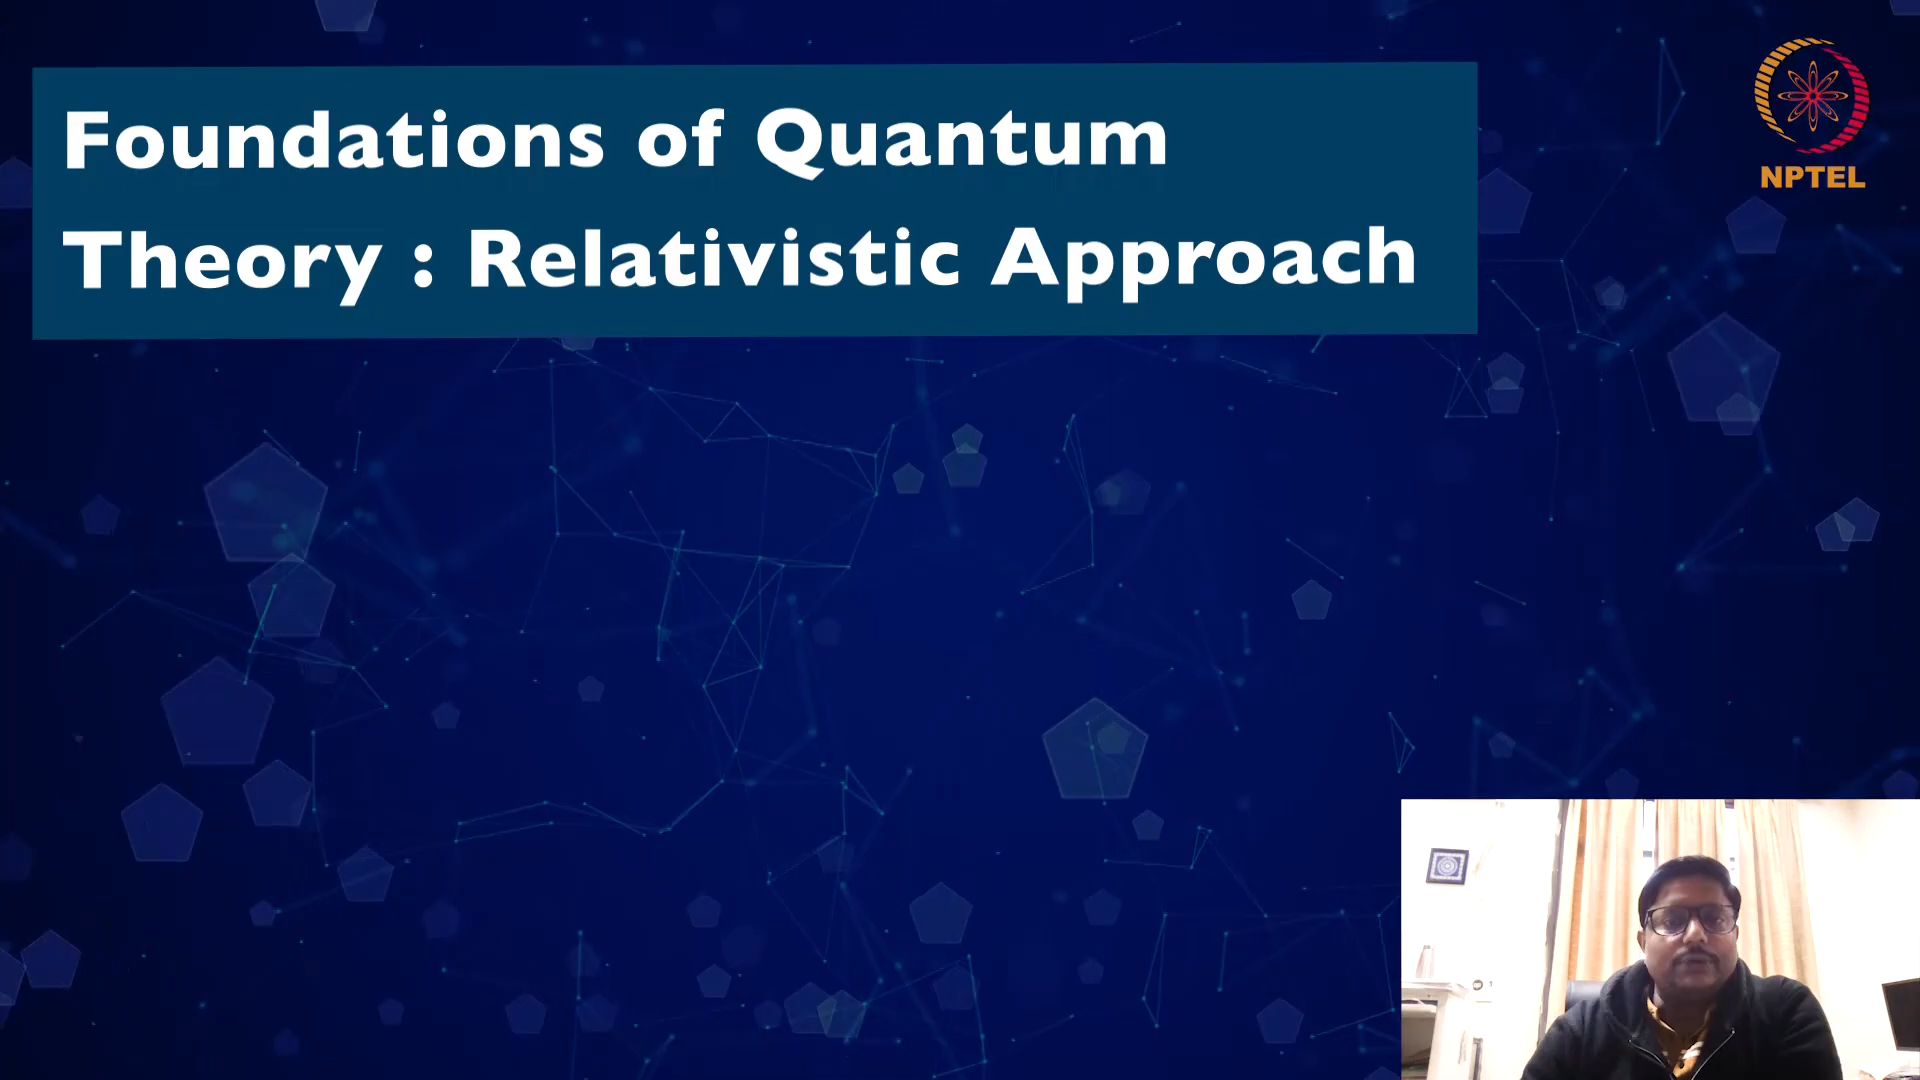 Foundations of Quantum
Theory : Relativistic Approach
NPTEL